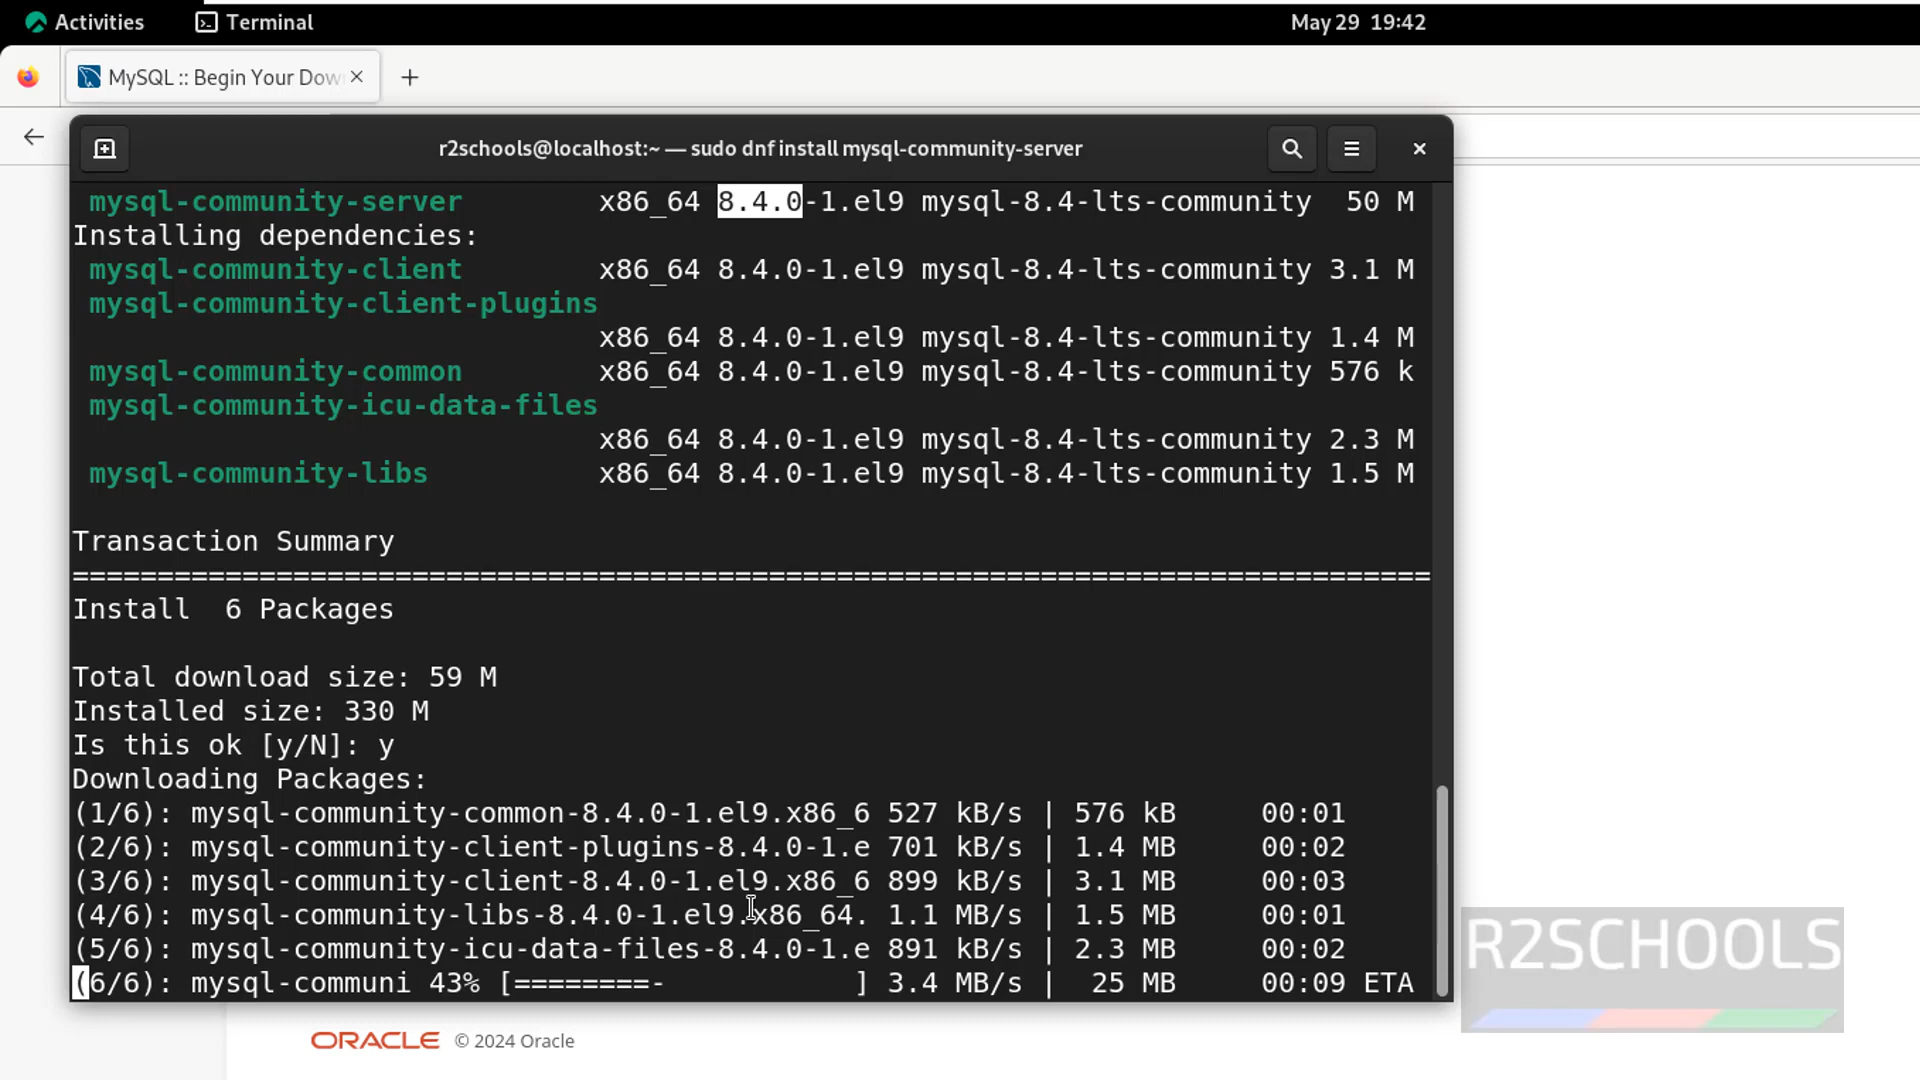 Activities Terminal May 29 19:42
MySQL :: Begin Your Dow
r2schools@localhost:~ — sudo dnf install mysql-community-server
mysql-community-server x86_64 8.4.0-1.el9 mysql-8.4-lts-community 50 M
Installing dependencies:
mysql-community-client x86_64 8.4.0-1.el9 mysql-8.4-lts-community 3.1 M
mysql-community-client-plugins
x86_64 8.4.0-1.el9 mysql-8.4-lts-community 1.4 M
mysql-community-common x86_64 8.4.0-1.el9 mysql-8.4-lts-community 576 k
mysql-community-icu-data-files
x86_64 8.4.0-1.el9 mysql-8.4-lts-community 2.3 M
mysql-community-libs x86_64 8.4.0-1.el9 mysql-8.4-lts-community 1.5 M
Transaction Summary
================================================================================
Install 6 Packages
Total download size: 59 M
Installed size: 330 M
Is this ok [y/N]: y
Downloading Packages:
(1/6): mysql-community-common-8.4.0-1.el9.x86_6 527 kB/s | 576 kB 00:01
(2/6): mysql-community-client-plugins-8.4.0-1.e 701 kB/s | 1.4 MB 00:02
(3/6): mysql-community-client-8.4.0-1.el9.x86_6 899 kB/s | 3.1 MB 00:03
(4/6): mysql-community-libs-8.4.0-1.el9.x86_64. 1.1 MB/s | 1.5 MB 00:01
(5/6): mysql-community-icu-data-files-8.4.0-1.e 891 kB/s | 2.3 MB 00:02
(6/6): mysql-communi 43% [========- ] 3.4 MB/s | 25 MB 00:09 ETA
R2SCHOOLS
ORACLE © 2024 Oracle